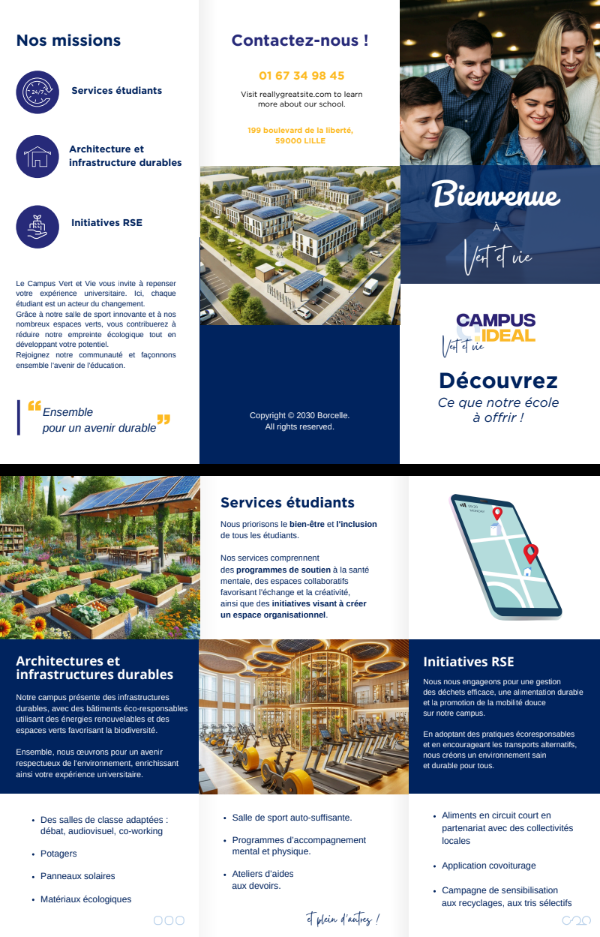 Nos missions
24/7
Services étudiants
Architecture et
infrastructure durables
Initiatives RSE
Le Campus Vert et Vie vous invite à repenser
votre expérience universitaire. Ici, chaque
étudiant est un acteur du changement.
Grâce à notre salle de sport innovante et à nos
nombreux espaces verts, vous contribuerez à
réduire notre empreinte écologique tout en
développant votre potentiel.
Rejoignez notre communauté et façonnons
ensemble l'avenir de l'éducation.
“Ensemble
pour un avenir durable”
Contactez-nous !
01 67 34 98 45
Visit reallygreatsite.com to learn
more about our school.
199 boulevard de la liberté,
59000 LILLE
Copyright © 2030 Borcelle.
All rights reserved.
Bienvenue
À
Vert et vie
CAMPUS
IDEAL
Vert et vie
Découvrez
Ce que notre école
à offrir !
Services étudiants
Nous priorisons le bien-être et l'inclusion
de tous les étudiants.
Nos services comprennent
des programmes de soutien à la santé
mentale, des espaces collaboratifs
favorisant l'échange et la créativité,
ainsi que des initiatives visant à créer
un espace organisationnel.
Architectures et
infrastructures durables
Notre campus présente des infrastructures
durables, avec des bâtiments éco-responsables
utilisant des énergies renouvelables et des
espaces verts favorisant la biodiversité.
Ensemble, nous œuvrons pour un avenir
respectueux de l'environnement, enrichissant
ainsi votre expérience universitaire.
Initiatives RSE
Nous nous engageons pour une gestion
des déchets efficace, une alimentation durable
et la promotion de la mobilité douce
sur notre campus.
En adoptant des pratiques écoresponsables
et en encourageant les transports alternatifs,
nous créons un environnement sain
et durable pour tous.
• Des salles de classe adaptées :
débat, audiovisuel, co-working
• Potagers
• Panneaux solaires
• Matériaux écologiques
• Salle de sport auto-suffisante.
• Programmes d'accompagnement
mental et physique.
• Ateliers d'aides
aux devoirs.
et plein d'autres !
• Aliments en circuit court en
partenariat avec des collectivités
locales
• Application covoiturage
• Campagne de sensibilisation
aux recyclages, aux tris sélectifs